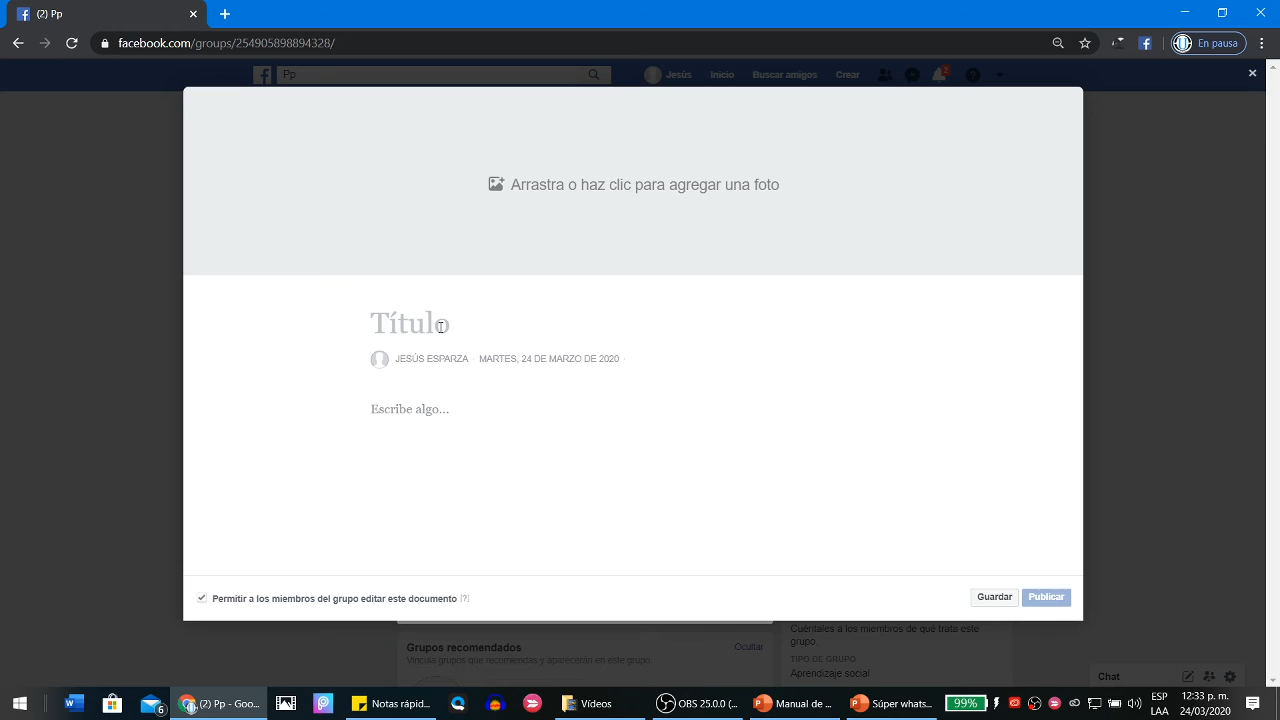 (2) Pp
facebook.com/groups/254905898894328/
En pausa
Pp
Jesús
Inicio
Buscar amigos
Crear
2
Arrastra o haz clic para agregar una foto
Título
JESÚS ESPARZA · MARTES, 24 DE MARZO DE 2020 ·
Escribe algo...
Permitir a los miembros del grupo editar este documento [?]
Guardar
Publicar
Cuéntales a los miembros de qué trata este
grupo.
Grupos recomendados
Ocultar
Vincula grupos que recomiendas y aparecerán en este grupo.
TIPO DE GRUPO
Aprendizaje social
Chat
6
(2) Pp - Goo...
Notas rápid...
Vídeos
OBS 25.0.0 (...
Manual de ...
Súper whats...
99%
ESP
LAA
12:33 p. m.
24/03/2020